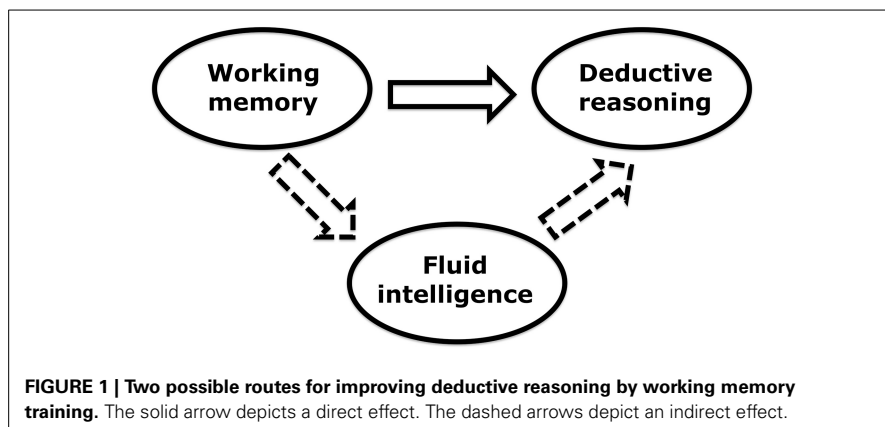 Working
memory
Deductive
reasoning
Fluid
intelligence
FIGURE 1 | Two possible routes for improving deductive reasoning by working memory
training. The solid arrow depicts a direct effect. The dashed arrows depict an indirect effect.